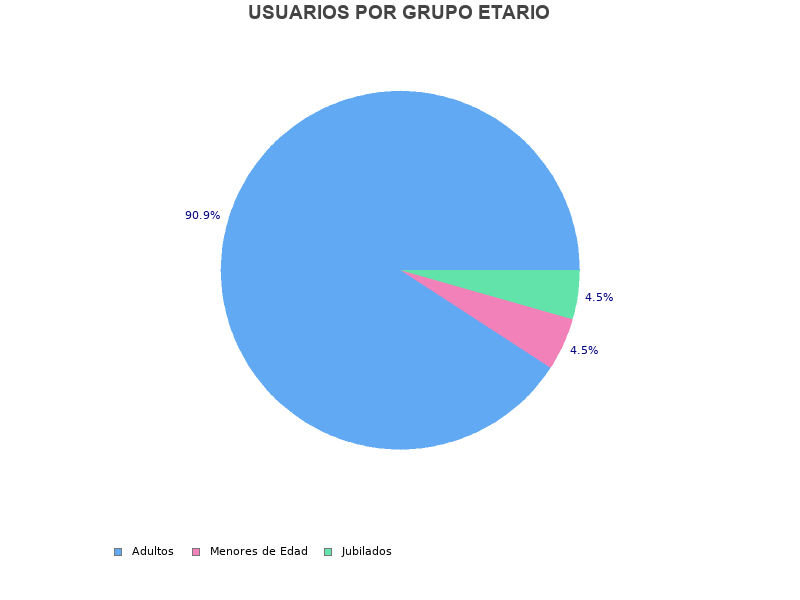 USUARIOS POR GRUPO ETARIO
90.9%
4.5%
4.5%
Adultos Menores de Edad Jubilados